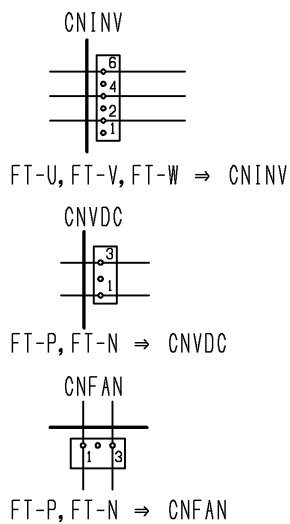 CNINV
6
4
2
1
FT-U, FT-V, FT-W ⇒ CNINV
CNVDC
3
1
FT-P, FT-N ⇒ CNVDC
CNFAN
1 3
FT-P, FT-N ⇒ CNFAN